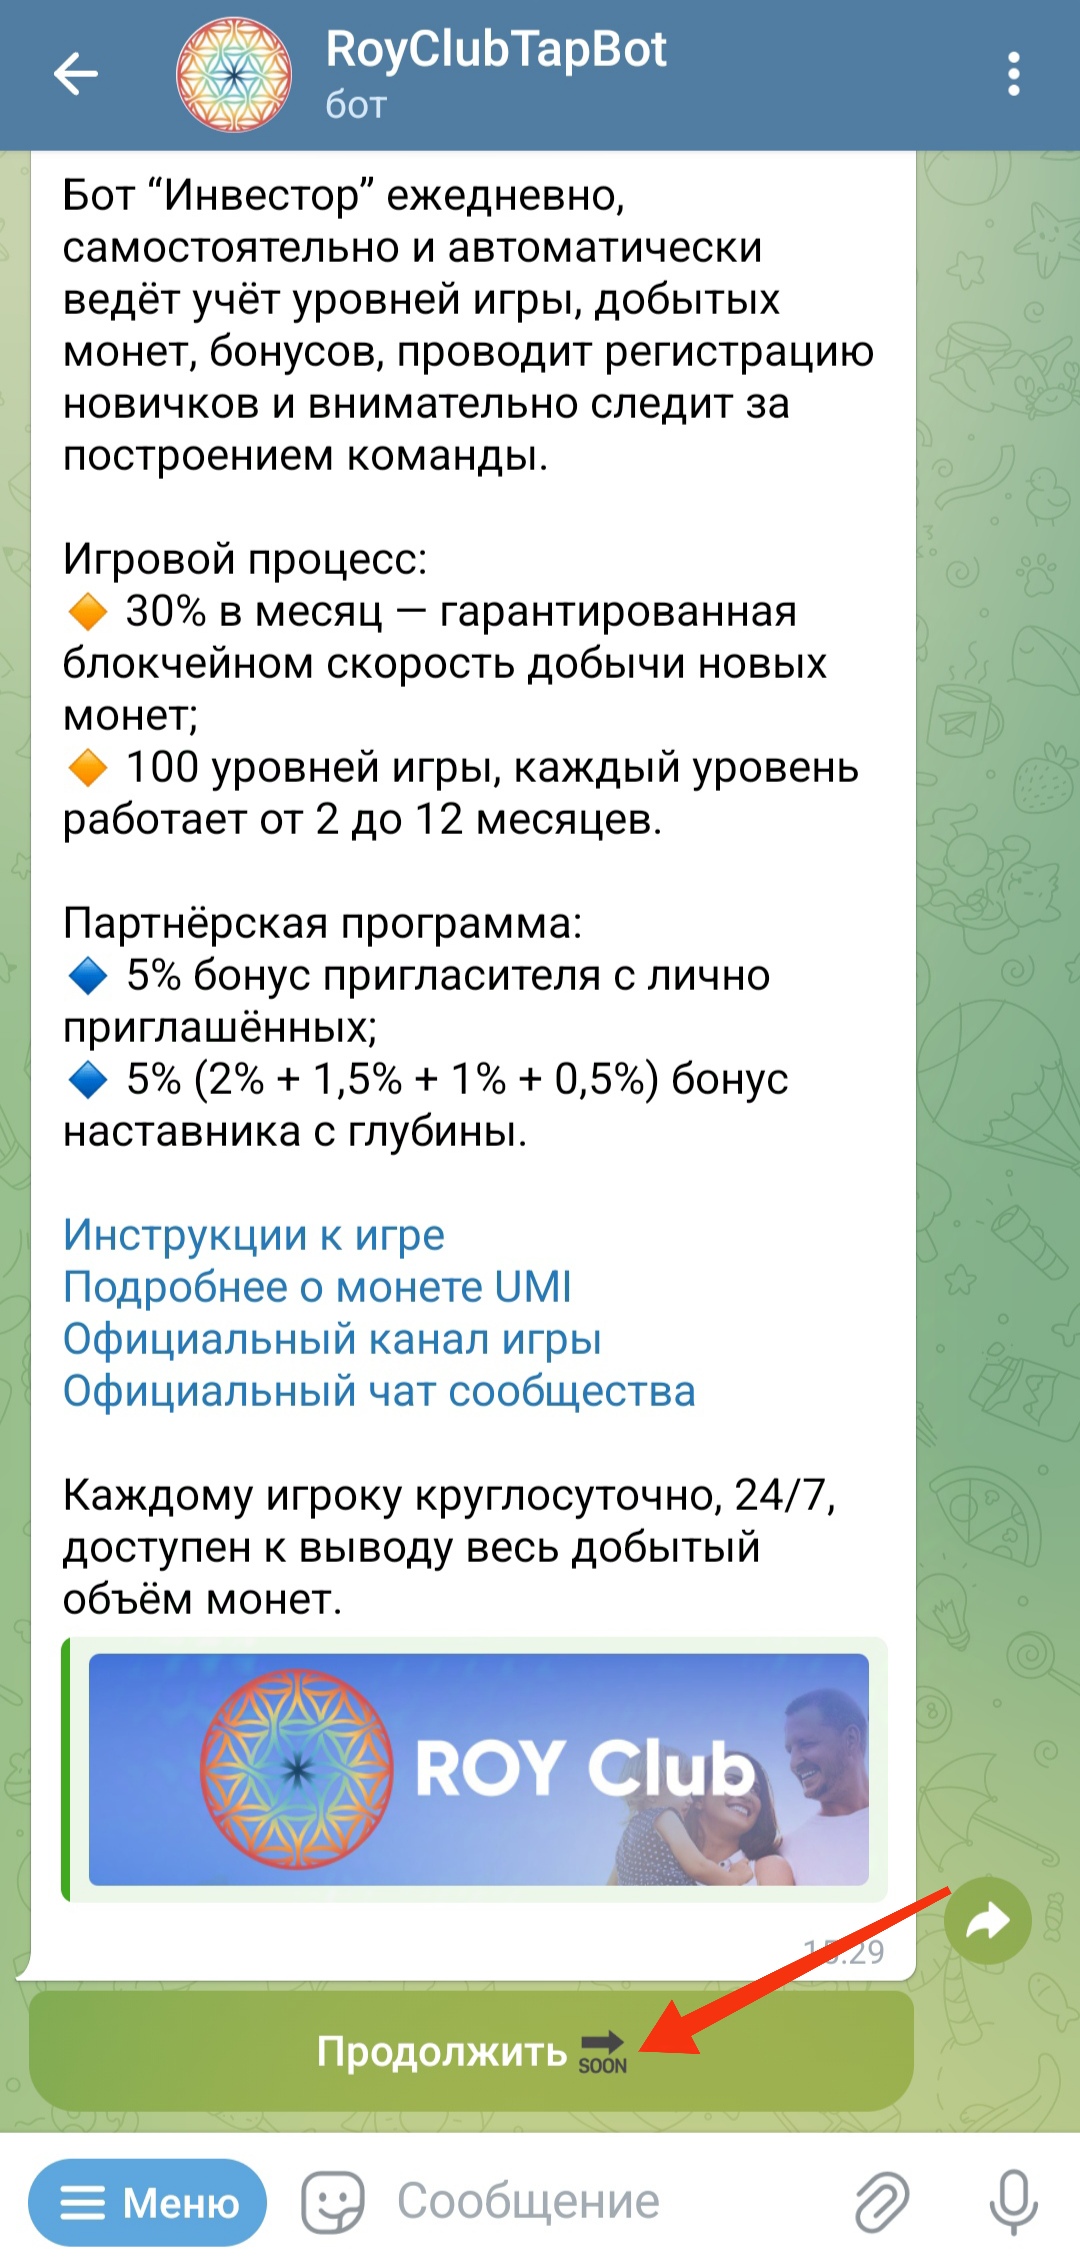 RoyClubTapBot
бот
Бот “Инвестор” ежедневно,
самостоятельно и автоматически
ведёт учёт уровней игры, добытых
монет, бонусов, проводит регистрацию
новичков и внимательно следит за
построением команды.
Игровой процесс:
🔶 30% в месяц — гарантированная
блокчейном скорость добычи новых
монет;
🔶 100 уровней игры, каждый уровень
работает от 2 до 12 месяцев.
Партнёрская программа:
🔷 5% бонус пригласителя с лично
приглашённых;
🔷 5% (2% + 1,5% + 1% + 0,5%) бонус
наставника с глубины.
Инструкции к игре
Подробнее о монете UMI
Официальный канал игры
Официальный чат сообщества
Каждому игроку круглосуточно, 24/7,
доступен к выводу весь добытый
объём монет.
ROY Club
Продолжить 🔜
Меню
Сообщение